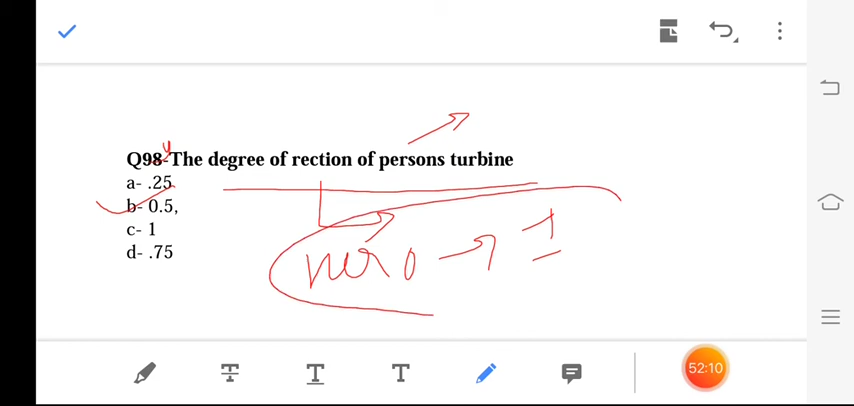 Q98-The degree of rection of persons turbine
a- .25
b- 0.5,
c- 1
d- .75
52:10